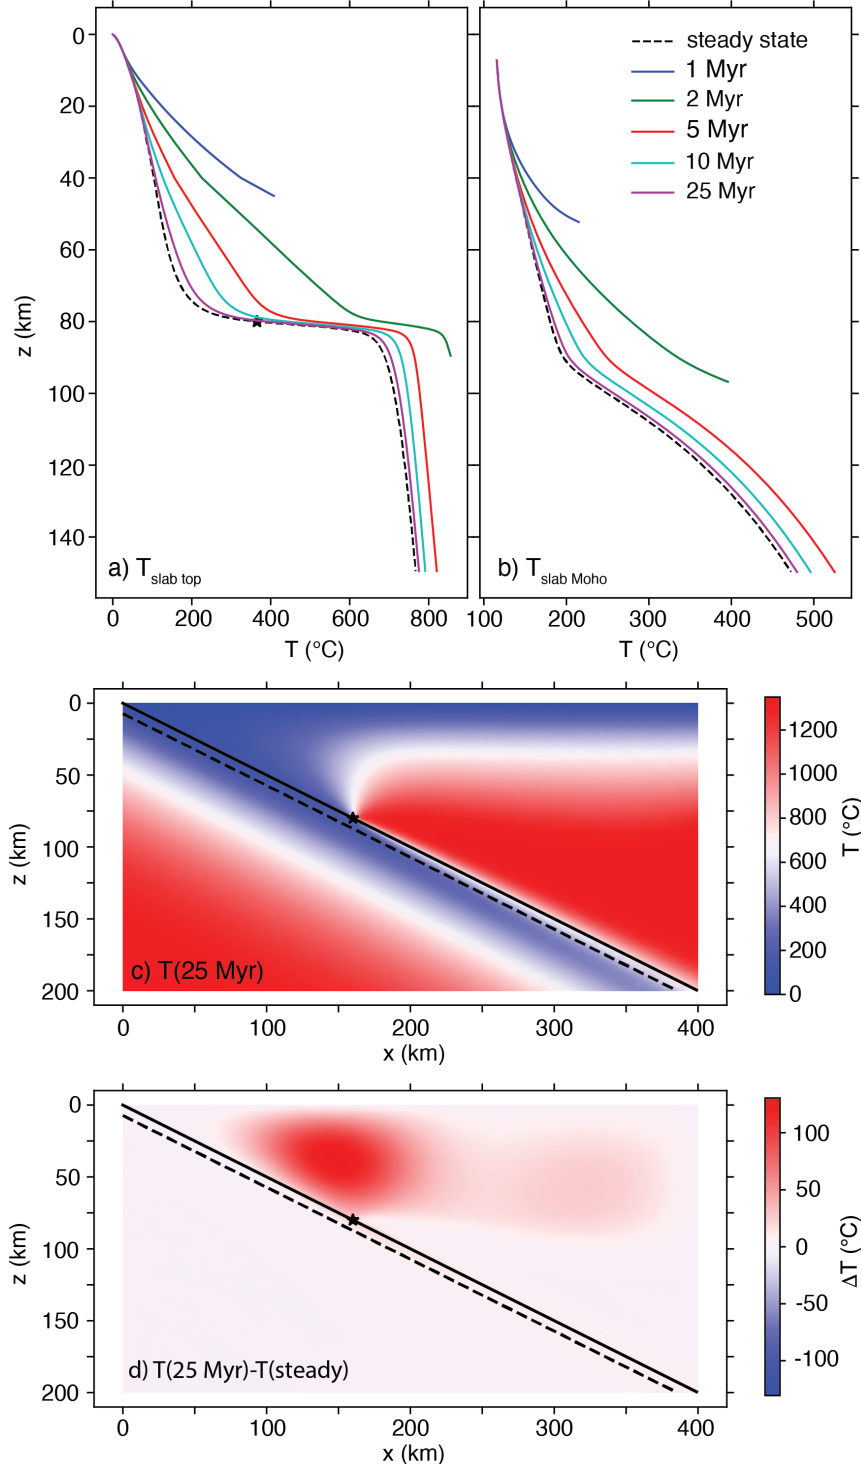 0
20
40
60
80
100
120
140
z (km)
a) T slab top
0 200 400 600 800
T (°C)
steady state
1 Myr
2 Myr
5 Myr
10 Myr
25 Myr
b) T slab Moho
100 200 300 400 500
T (°C)
0
50
100
150
200
z (km)
c) T(25 Myr)
0 100 200 300 400
x (km)
1200
1000
800
600
400
200
0
T (°C)
0
50
100
150
200
z (km)
d) T(25 Myr)-T(steady)
0 100 200 300 400
x (km)
100
50
0
-50
-100
ΔT (°C)